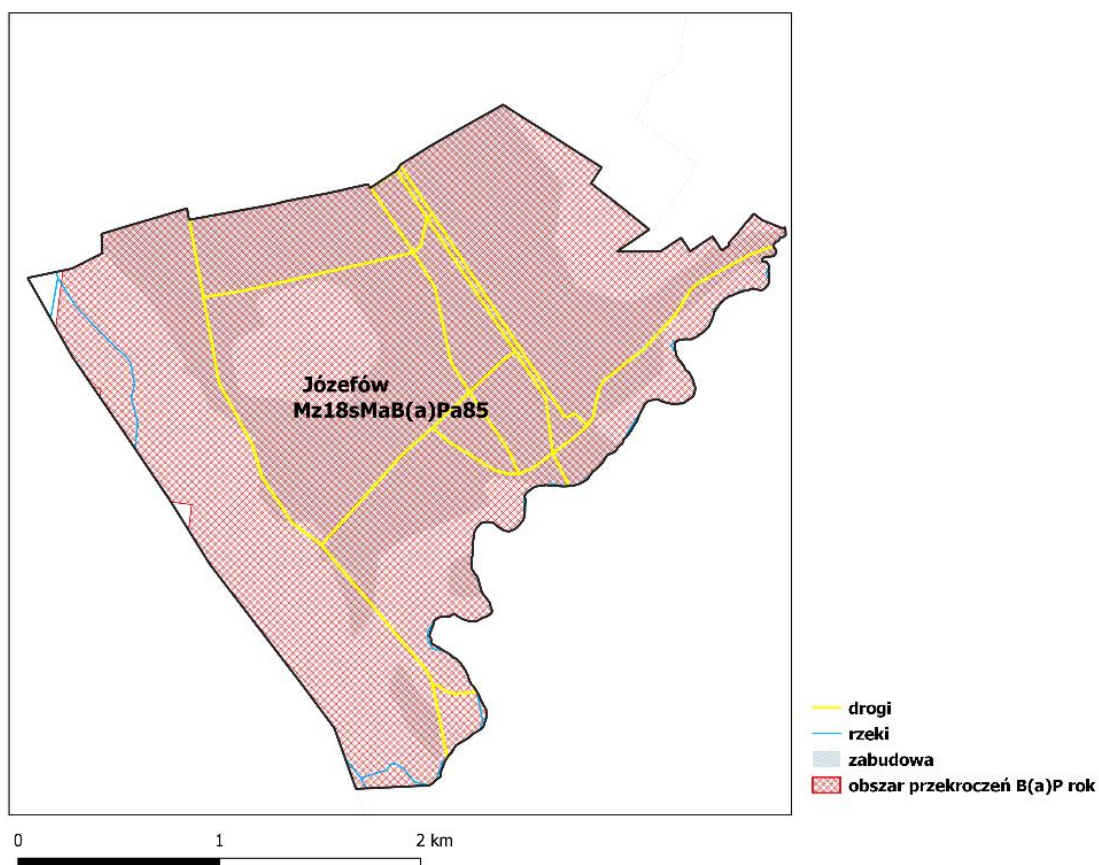 Józefów
Mz18sMaB(a)Pa85
drogi
rzeki
zabudowa
obszar przekroczeń B(a)P rok
0 1 2 km